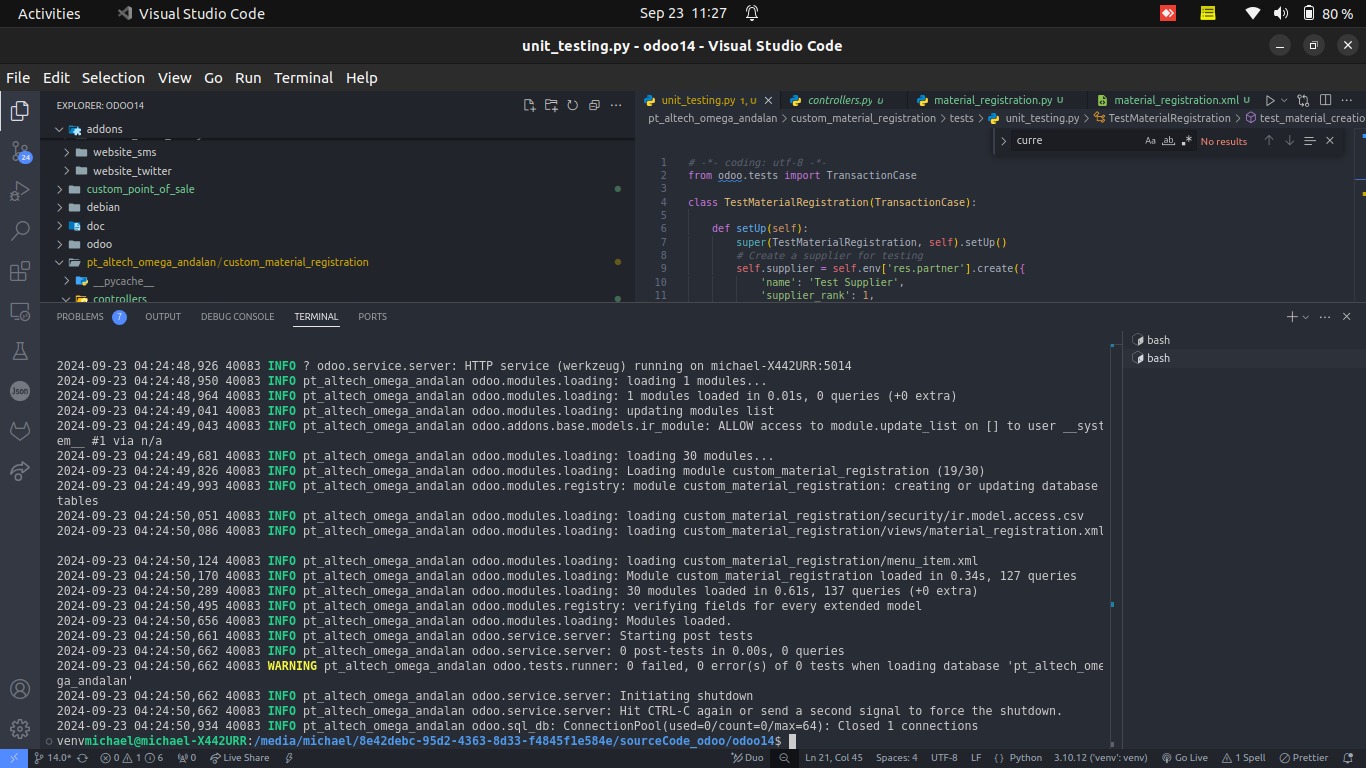 Activities
Visual Studio Code
Sep 23 11:27
80 %
unit_testing.py - odoo14 - Visual Studio Code
File Edit Selection View Go Run Terminal Help
EXPLORER: ODOO14
addons
website_sms
website_twitter
custom_point_of_sale
debian
doc
odoo
pt_altech_omega_andalan/custom_material_registration
__pycache__
controllers
24
Json
unit_testing.py 1, U
controllers.py U
material_registration.py U
material_registration.xml U
pt_altech_omega_andalan > custom_material_registration > tests > unit_testing.py > TestMaterialRegistration > test_material_creatio
curre
Aa ab
No results
1 # -*- coding: utf-8 -*-
2 from odoo.tests import TransactionCase
3
4 class TestMaterialRegistration(TransactionCase):
5
6 def setUp(self):
7 super(TestMaterialRegistration, self).setUp()
8 # Create a supplier for testing
9 self.supplier = self.env['res.partner'].create({
10 'name': 'Test Supplier',
11 'supplier_rank': 1,
PROBLEMS 7 OUTPUT DEBUG CONSOLE TERMINAL PORTS
bash
bash
2024-09-23 04:24:48,926 40083 INFO ? odoo.service.server: HTTP service (werkzeug) running on michael-X442URR:5014
2024-09-23 04:24:48,950 40083 INFO pt_altech_omega_andalan odoo.modules.loading: loading 1 modules...
2024-09-23 04:24:48,964 40083 INFO pt_altech_omega_andalan odoo.modules.loading: 1 modules loaded in 0.01s, 0 queries (+0 extra)
2024-09-23 04:24:49,041 40083 INFO pt_altech_omega_andalan odoo.modules.loading: updating modules list
2024-09-23 04:24:49,043 40083 INFO pt_altech_omega_andalan odoo.addons.base.models.ir_module: ALLOW access to module.update_list on [] to user __syst
em__ #1 via n/a
2024-09-23 04:24:49,681 40083 INFO pt_altech_omega_andalan odoo.modules.loading: loading 30 modules...
2024-09-23 04:24:49,826 40083 INFO pt_altech_omega_andalan odoo.modules.loading: Loading module custom_material_registration (19/30)
2024-09-23 04:24:49,993 40083 INFO pt_altech_omega_andalan odoo.modules.registry: module custom_material_registration: creating or updating database
tables
2024-09-23 04:24:50,051 40083 INFO pt_altech_omega_andalan odoo.modules.loading: loading custom_material_registration/security/ir.model.access.csv
2024-09-23 04:24:50,086 40083 INFO pt_altech_omega_andalan odoo.modules.loading: loading custom_material_registration/views/material_registration.xml
2024-09-23 04:24:50,124 40083 INFO pt_altech_omega_andalan odoo.modules.loading: loading custom_material_registration/menu_item.xml
2024-09-23 04:24:50,170 40083 INFO pt_altech_omega_andalan odoo.modules.loading: Module custom_material_registration loaded in 0.34s, 127 queries
2024-09-23 04:24:50,289 40083 INFO pt_altech_omega_andalan odoo.modules.loading: 30 modules loaded in 0.61s, 137 queries (+0 extra)
2024-09-23 04:24:50,495 40083 INFO pt_altech_omega_andalan odoo.modules.registry: verifying fields for every extended model
2024-09-23 04:24:50,656 40083 INFO pt_altech_omega_andalan odoo.modules.loading: Modules loaded.
2024-09-23 04:24:50,661 40083 INFO pt_altech_omega_andalan odoo.service.server: Starting post tests
2024-09-23 04:24:50,662 40083 INFO pt_altech_omega_andalan odoo.service.server: 0 post-tests in 0.00s, 0 queries
2024-09-23 04:24:50,662 40083 WARNING pt_altech_omega_andalan odoo.tests.runner: 0 failed, 0 error(s) of 0 tests when loading database 'pt_altech_ome
ga_andalan'
2024-09-23 04:24:50,662 40083 INFO pt_altech_omega_andalan odoo.service.server: Initiating shutdown
2024-09-23 04:24:50,662 40083 INFO pt_altech_omega_andalan odoo.service.server: Hit CTRL-C again or send a second signal to force the shutdown.
2024-09-23 04:24:50,934 40083 INFO pt_altech_omega_andalan odoo.sql_db: ConnectionPool(used=0/count=0/max=64): Closed 1 connections
venvmichael@michael-X442URR:/media/michael/8e42debc-95d2-4363-8d33-f4845f1e584e/sourceCode_odoo/odoo14$
14.0* 0 1 6 0 Live Share Duo Ln 21, Col 45 Spaces: 4 UTF-8 LF Python 3.10.12 ('venv': venv) Go Live 1 Spell Prettier